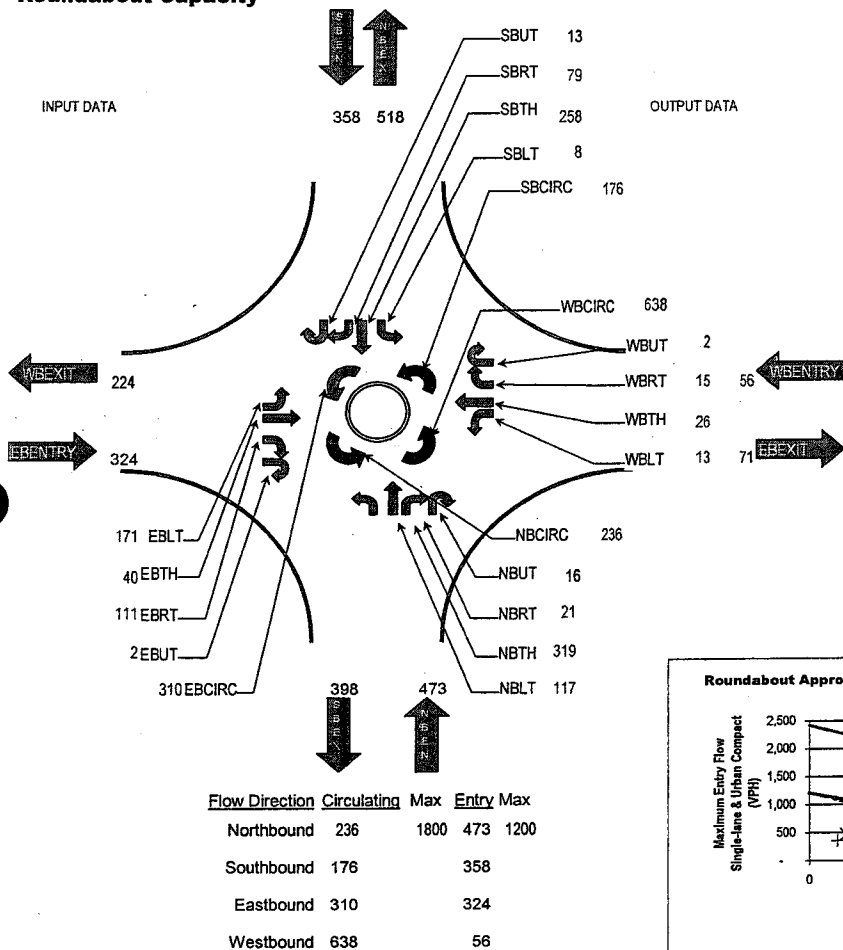 Roundabout Capacity
INPUT DATA
OUTPUT DATA
358 518
SBUT 13
SBRT 79
SBTH 258
SBLT 8
SBCIRC 176
WBCIRC 638
WBUT 2
WBRT 15 56 WBENTRY
WBTH 26
WBLT 13 71 EBEXIT
WBEXIT 224
EBENTRY 324
171 EBLT
40 EBTH
111 EBRT
2 EBUT
310 EBCIRC
NBCIRC 236
NBUT 16
NBRT 21
NBTH 319
NBLT 117
398 473
Flow Direction Circulating Max Entry Max
Northbound 236 1800 473 1200
Southbound 176 358
Eastbound 310 324
Westbound 638 56
Roundabout Appro
Maximum Entry Flow
Single-lane & Urban Compact
(VPH)
2,500
2,000
1,500
1,000
500
-
0